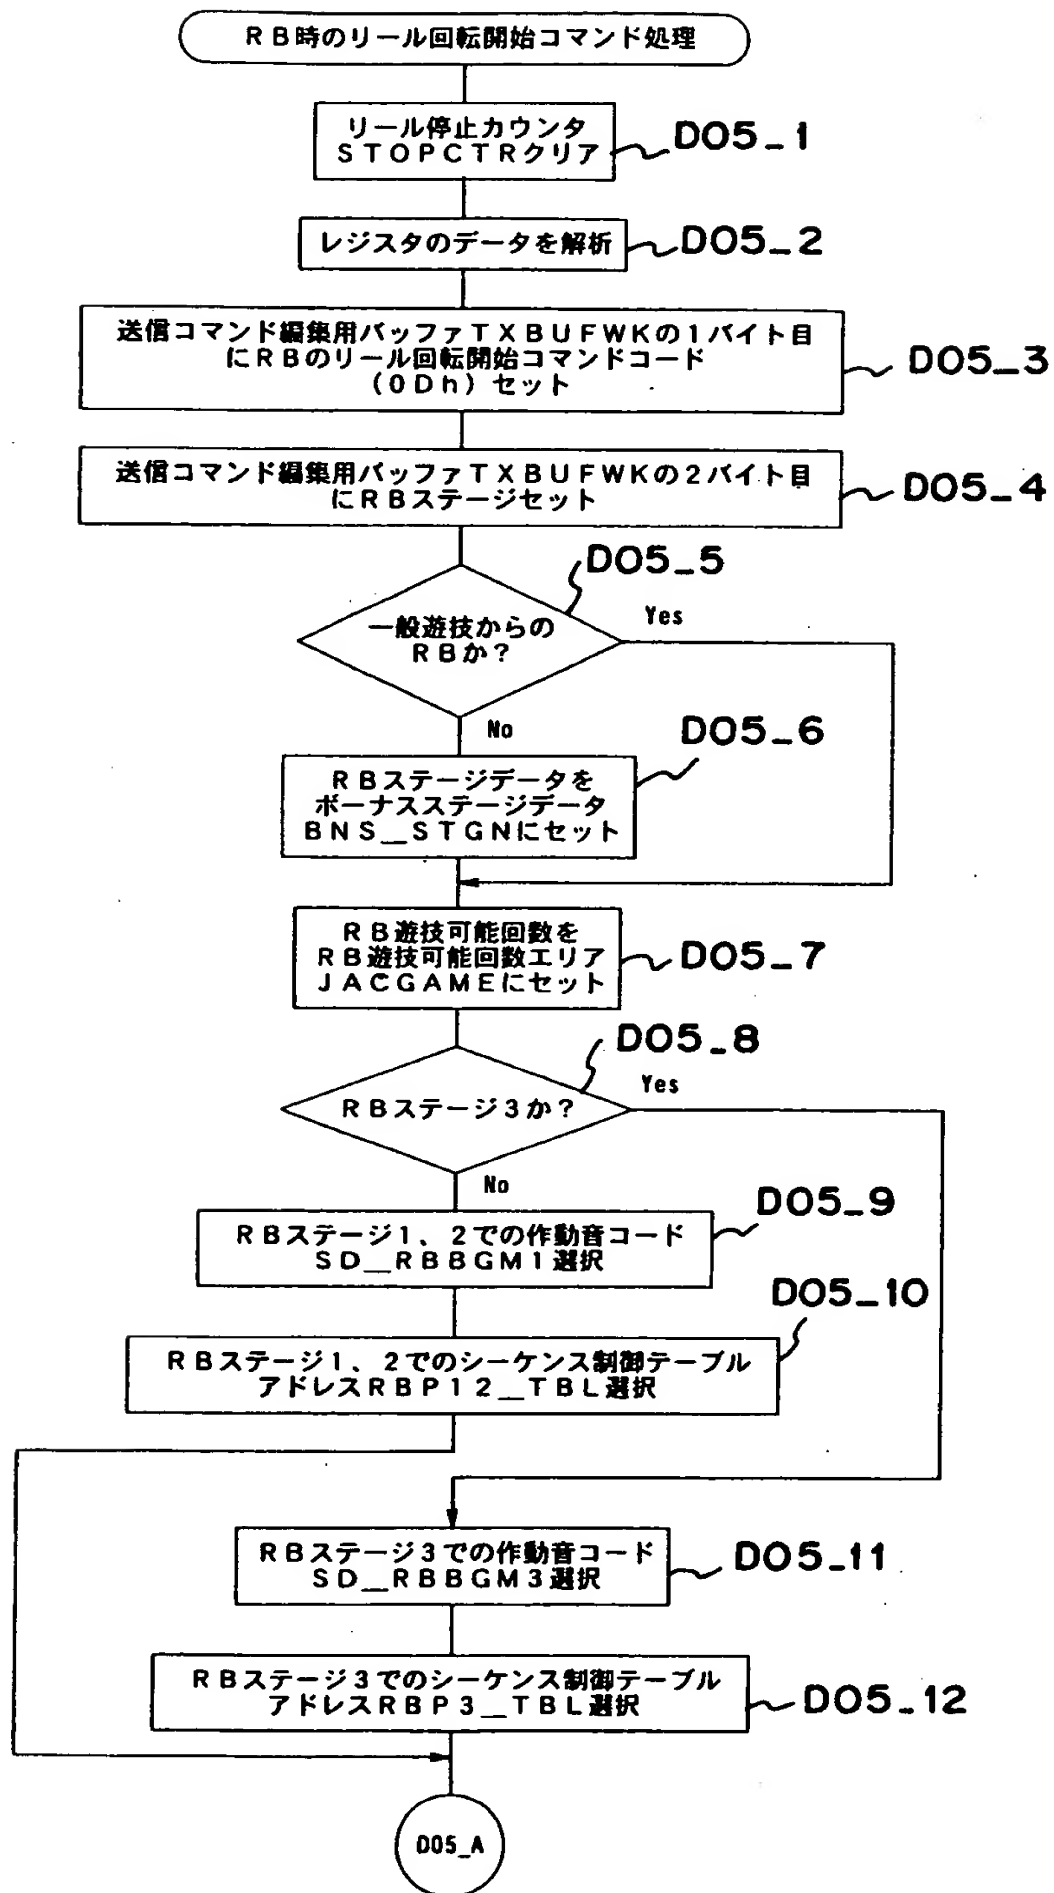 RB時のリール回転開始コマンド処理
リール停止カウンタ
STOPCTRクリア
D05_1
レジスタのデータを解析
D05_2
送信コマンド編集用バッファTXBUFWKの1バイト目
にRBのリール回転開始コマンドコード
(0Dh)セット
D05_3
送信コマンド編集用バッファTXBUFWKの2バイト目
にRBステージセット
D05_4
D05_5
一般遊技からの
RBか?
Yes
No
D05_6
RBステージデータを
ボーナスステージデータ
BNS__STGNにセット
RB遊技可能回数を
RB遊技可能回数エリア
JACGAMEにセット
D05_7
D05_8
RBステージ3か?
Yes
No
D05_9
RBステージ1、2での作動音コード
SD__RBBGM1選択
D05_10
RBステージ1、2でのシーケンス制御テーブル
アドレスRBP12__TBL選択
RBステージ3での作動音コード
SD__RBBGM3選択
D05_11
RBステージ3でのシーケンス制御テーブル
アドレスRBP3__TBL選択
D05_12
D05_A